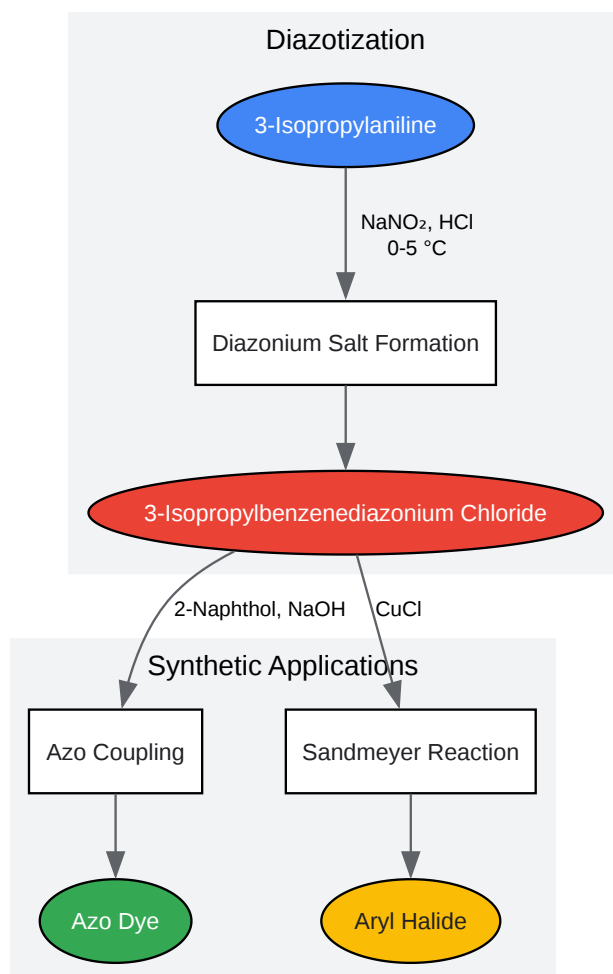 Diazotization
3-Isopropylaniline
NaNO₂, HCl
0-5 °C
Diazonium Salt Formation
3-Isopropylbenzenediazonium Chloride
2-Naphthol, NaOH
CuCl
Synthetic Applications
Azo Coupling
Sandmeyer Reaction
Azo Dye
Aryl Halide